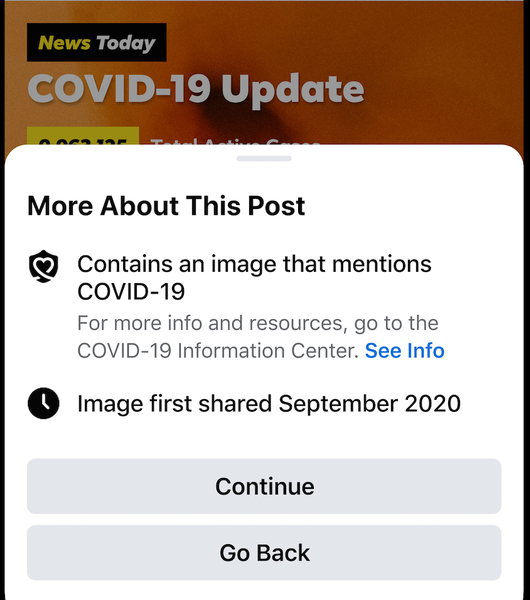 News Today
COVID-19 Update
Total Active Cases
More About This Post
Contains an image that mentions
COVID-19
For more info and resources, go to the
COVID-19 Information Center. See Info
Image first shared September 2020
Continue
Go Back